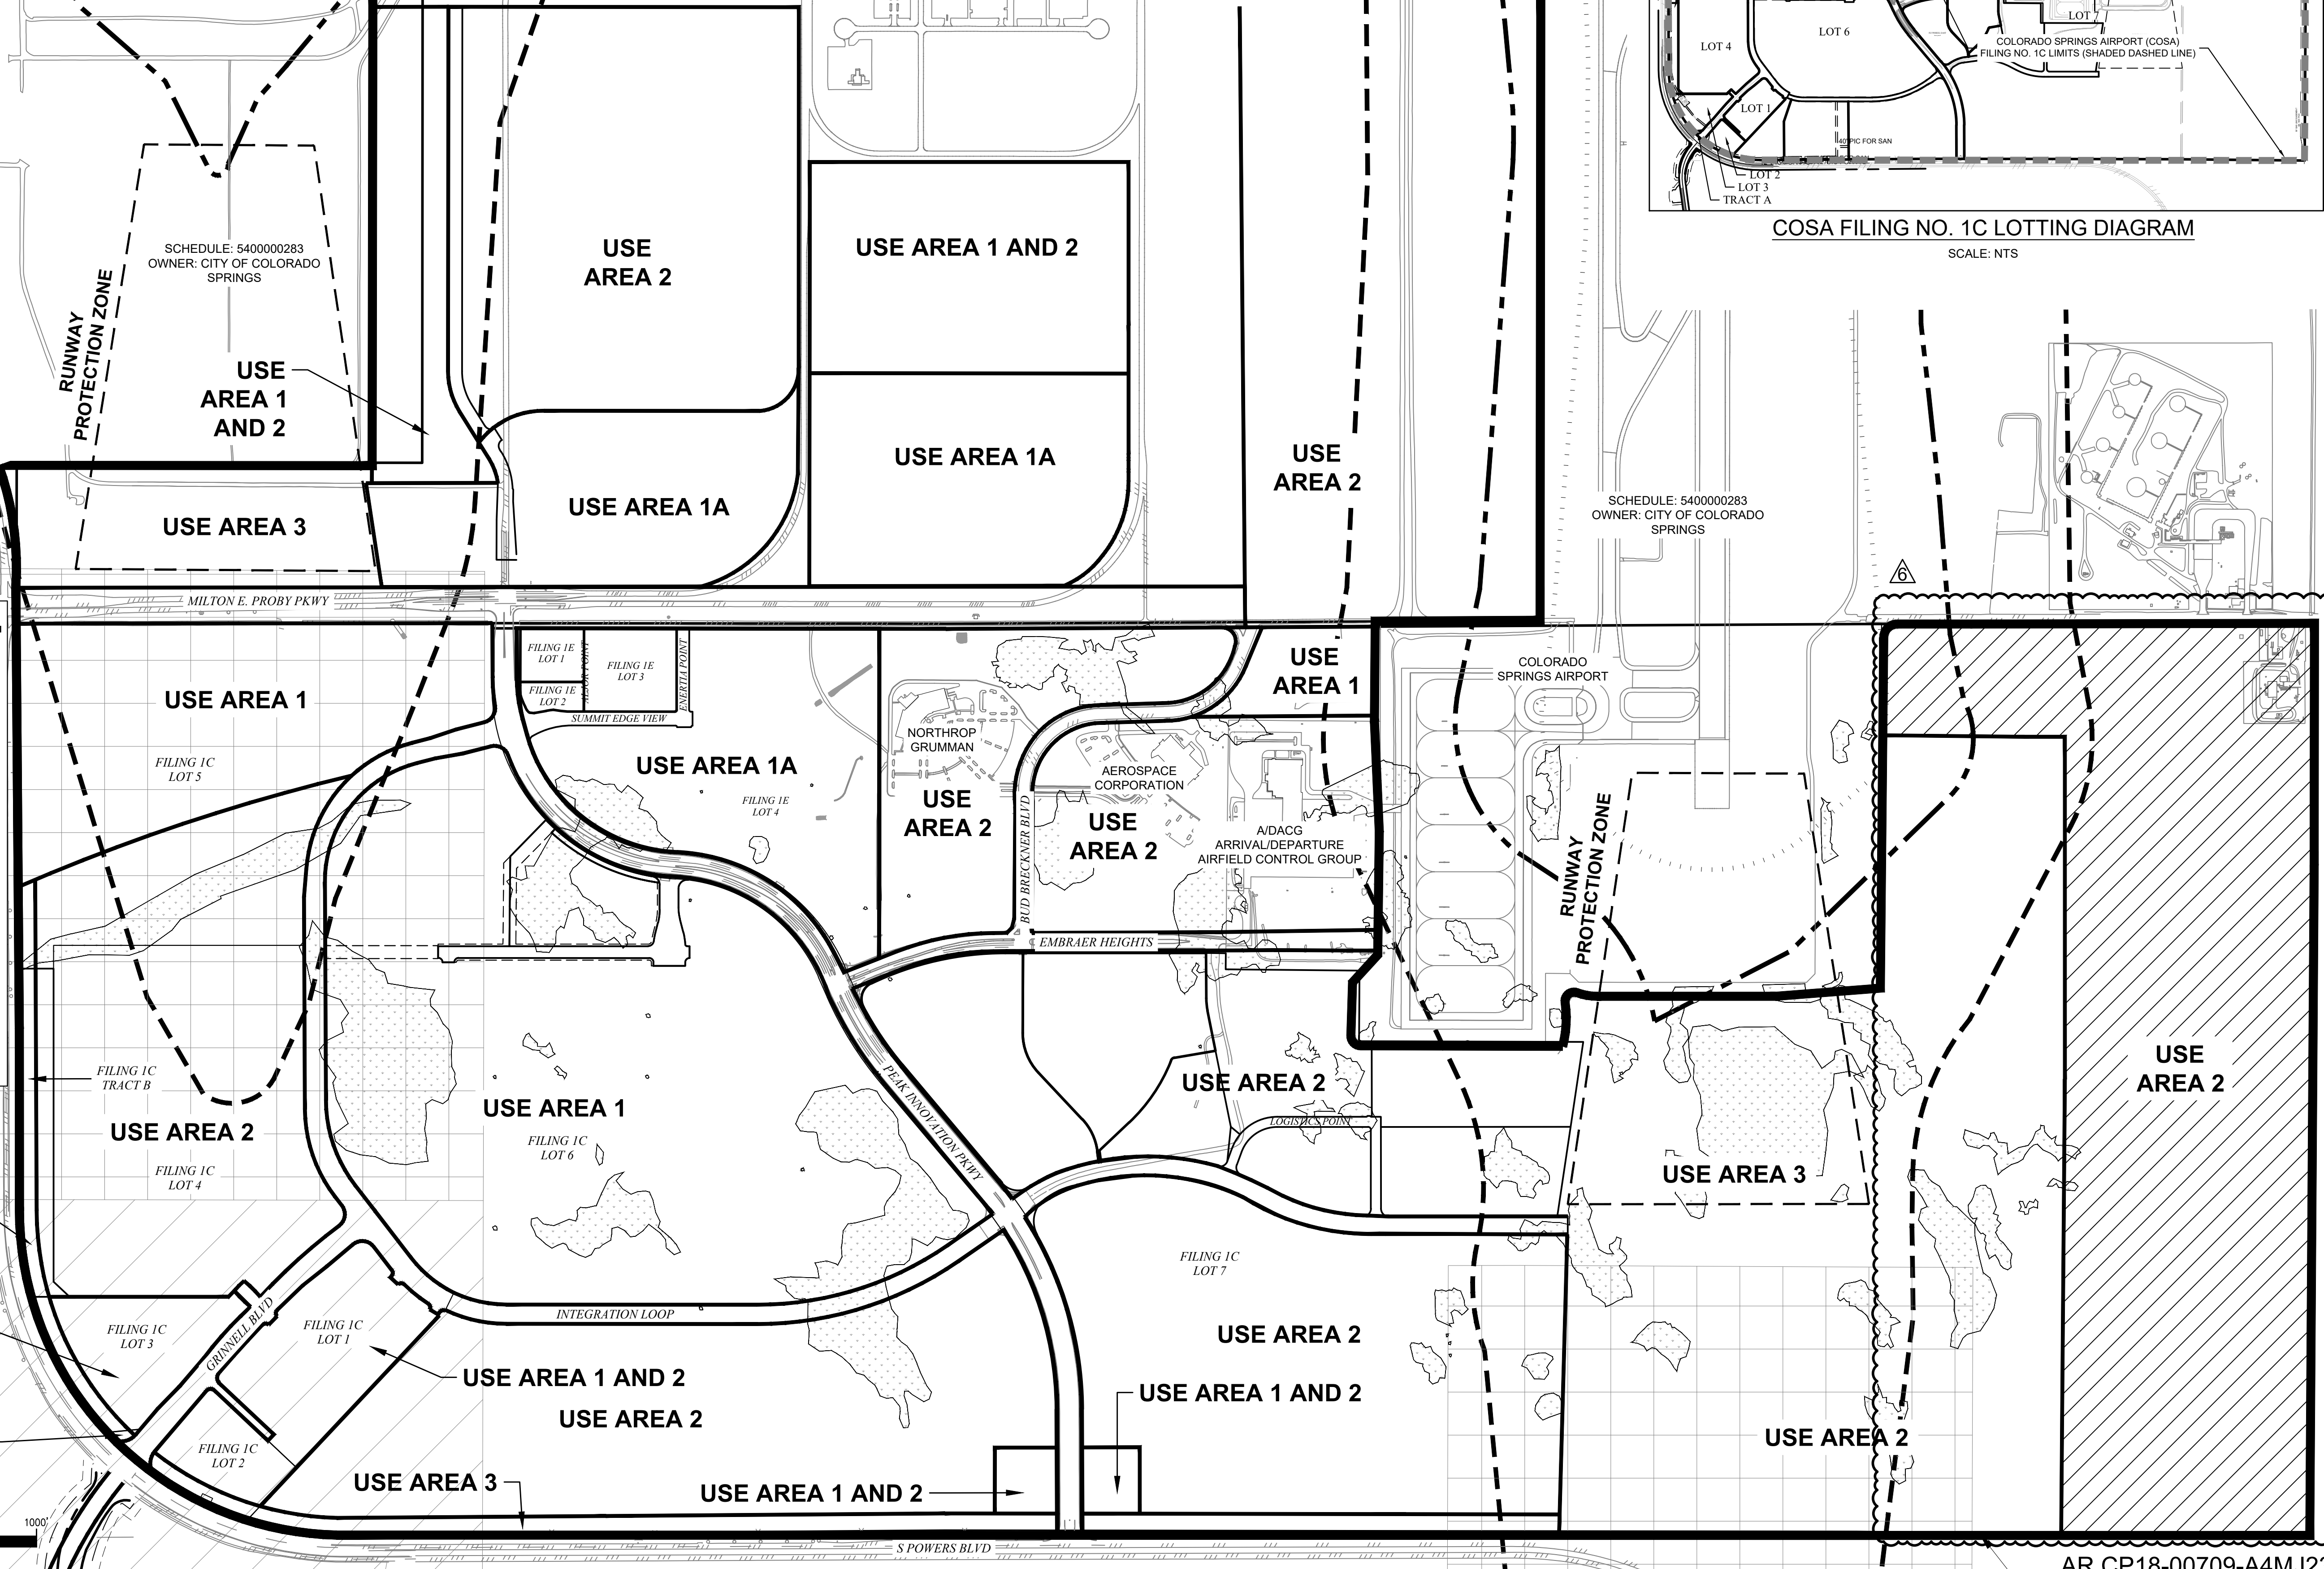 LOT 4
LOT 6
LOT
COLORADO SPRINGS AIRPORT (COSA)
FILING NO. 1C LIMITS (SHADED DASHED LINE)
LOT 1
40' PIC FOR SAN
LOT 2
LOT 3
TRACT A
COSA FILING NO. 1C LOTTING DIAGRAM
SCALE: NTS
SCHEDULE: 5400000283
OWNER: CITY OF COLORADO
SPRINGS
RUNWAY
PROTECTION ZONE
USE
AREA 1
AND 2
USE
AREA 2
USE AREA 1 AND 2
USE AREA 1A
USE AREA 1A
USE
AREA 2
SCHEDULE: 5400000283
OWNER: CITY OF COLORADO
SPRINGS
USE AREA 3
6
MILTON E. PROBY PKWY
USE AREA 1
FILING 1C
LOT 5
FILING 1E
LOT 1
FILING 1E
LOT 2
FILING 1E
LOT 3
ENERTIA POINT
SUMMIT EDGE VIEW
USE AREA 1A
FILING 1E
LOT 4
NORTHROP
GRUMMAN
USE
AREA 2
BUD BRECKNER BLVD
AEROSPACE
CORPORATION
USE
AREA 2
USE
AREA 1
A/DACG
ARRIVAL/DEPARTURE
AIRFIELD CONTROL GROUP
COLORADO
SPRINGS AIRPORT
RUNWAY
PROTECTION ZONE
EMBRAER HEIGHTS
FILING 1C
TRACT B
USE AREA 2
FILING 1C
LOT 4
USE AREA 1
FILING 1C
LOT 6
PEAK INNOVATION PKWY
USE AREA 2
LOGISTICS POINT
USE AREA 3
USE
AREA 2
FILING 1C
LOT 7
INTEGRATION LOOP
FILING 1C
LOT 3
GRINNELL BLVD
FILING 1C
LOT 1
USE AREA 1 AND 2
USE AREA 2
USE AREA 2
USE AREA 1 AND 2
USE AREA 2
FILING 1C
LOT 2
USE AREA 3
USE AREA 1 AND 2
1000'
S POWERS BLVD
AR CP18-00709-A4MJ22